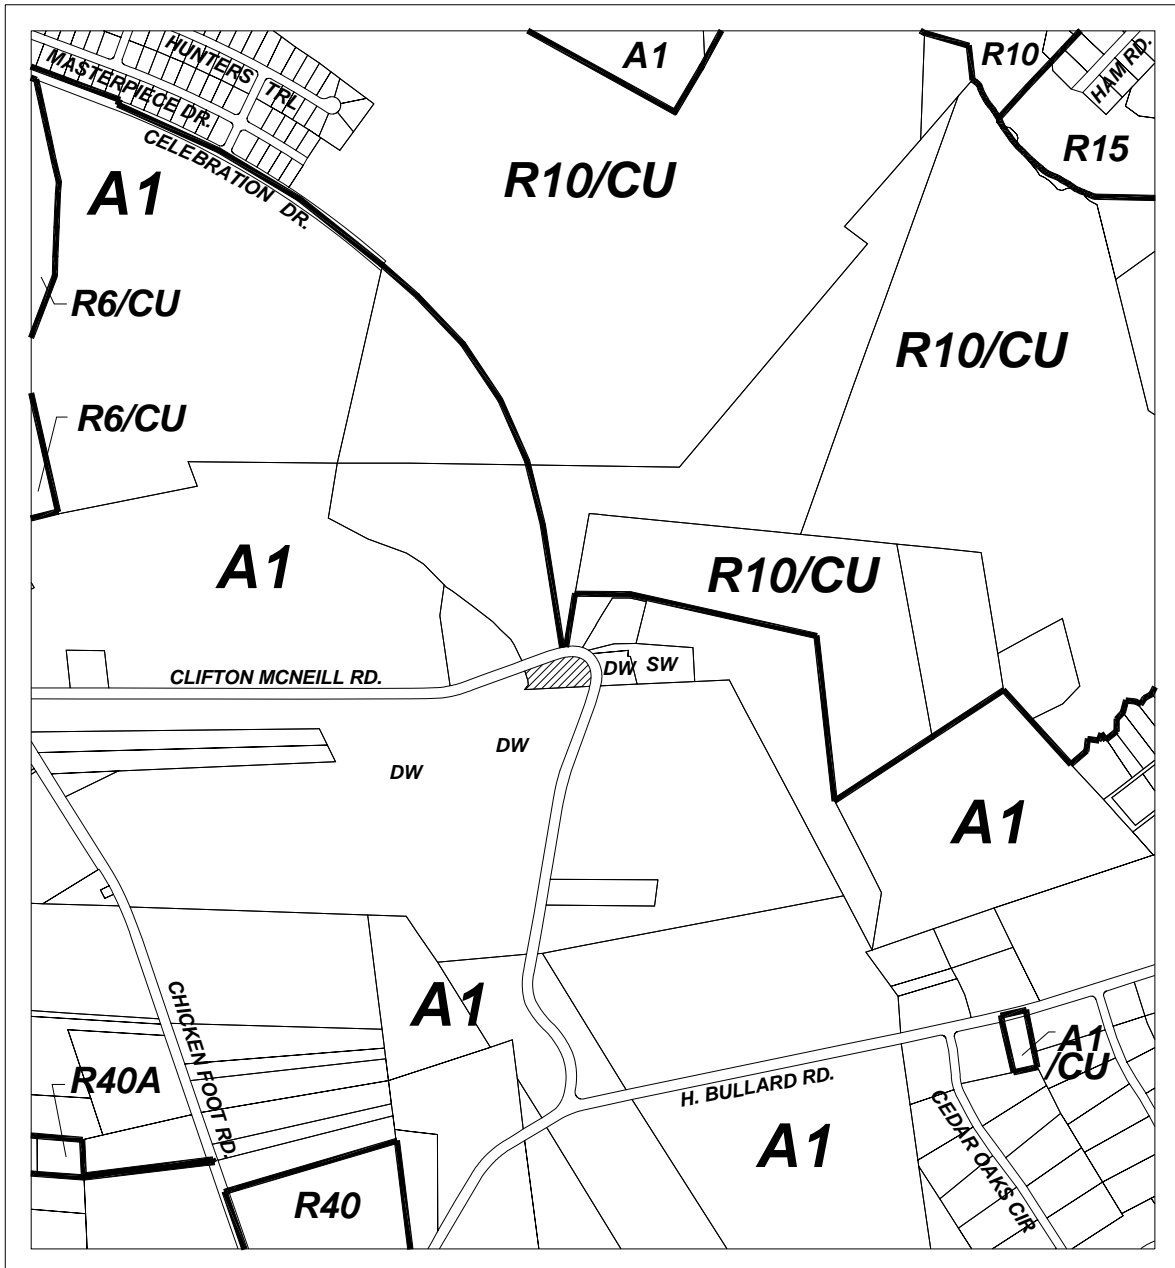 A1
R10
HAM RD.
HUNTERS TRL
MASTERPIECE DR.
CELEBRATION DR.
R15
A1
R10/CU
R6/CU
R10/CU
R6/CU
A1
R10/CU
CLIFTON MCNEILL RD.
DW
SW
DW
DW
A1
A1
CHICKEN FOOT RD.
A1
/CU
R40A
H. BULLARD RD.
CEDAR OAKS CIR
A1
R40